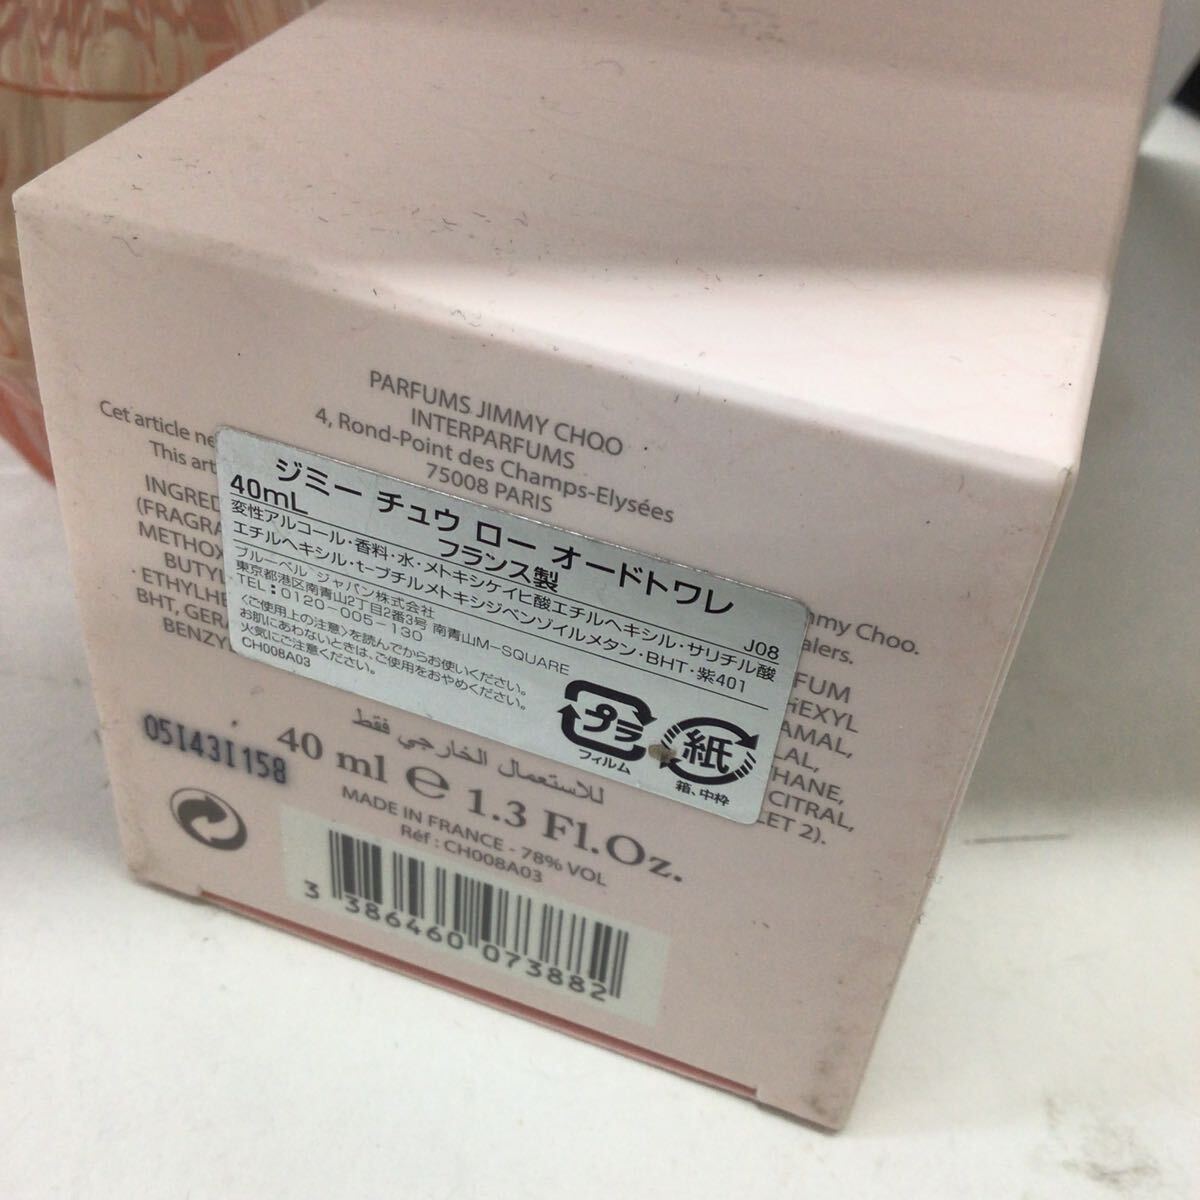 PARFUMS JIMMY CHOO
INTERPARFUMS
4, Rond-Point des Champs-Elysées
75008 PARIS
Cet article ne
This art
mmy Choo.
alers.
INGRED
(FRAGRA
METHOX
BUTYL
ETHYLHE
BHT, GERA
BENZY
FUM
HEXYL
AMAL,
LAL,
HANE,
CITRAL,
LET 2).
ジミー チュウ ロー オードトワレ
40mL フランス製 J08
変性アルコール・香料・水・メトキシケイヒ酸エチルヘキシル・サリチル酸
エチルヘキシル・t-ブチルメトキシジベンゾイルメタン・BHT・紫401
ブルーベル ジャパン株式会社
東京都港区南青山2丁目2番3号 南青山M-SQUARE
TEL：0120-005-130
〈ご使用上の注意〉を読んでからお使いください。
お肌にあわないときは、ご使用をおやめください。
火気にご注意ください。
CH008A03
プラ
フィルム
紙
箱、中枠
للاستعمال الخارجي فقط
05143I158
40 ml ℮ 1.3 Fl.Oz.
MADE IN FRANCE - 78% VOL
Réf : CH008A03
3 386460 073882